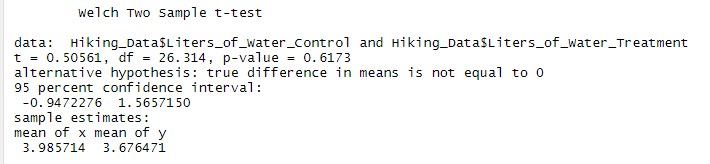 Welch Two Sample t-test
data:  Hiking_Data$Liters_of_Water_Control and Hiking_Data$Liters_of_Water_Treatment
t = 0.50561, df = 26.314, p-value = 0.6173
alternative hypothesis: true difference in means is not equal to 0
95 percent confidence interval:
 -0.9472276  1.5657150
sample estimates:
mean of x mean of y
 3.985714  3.676471